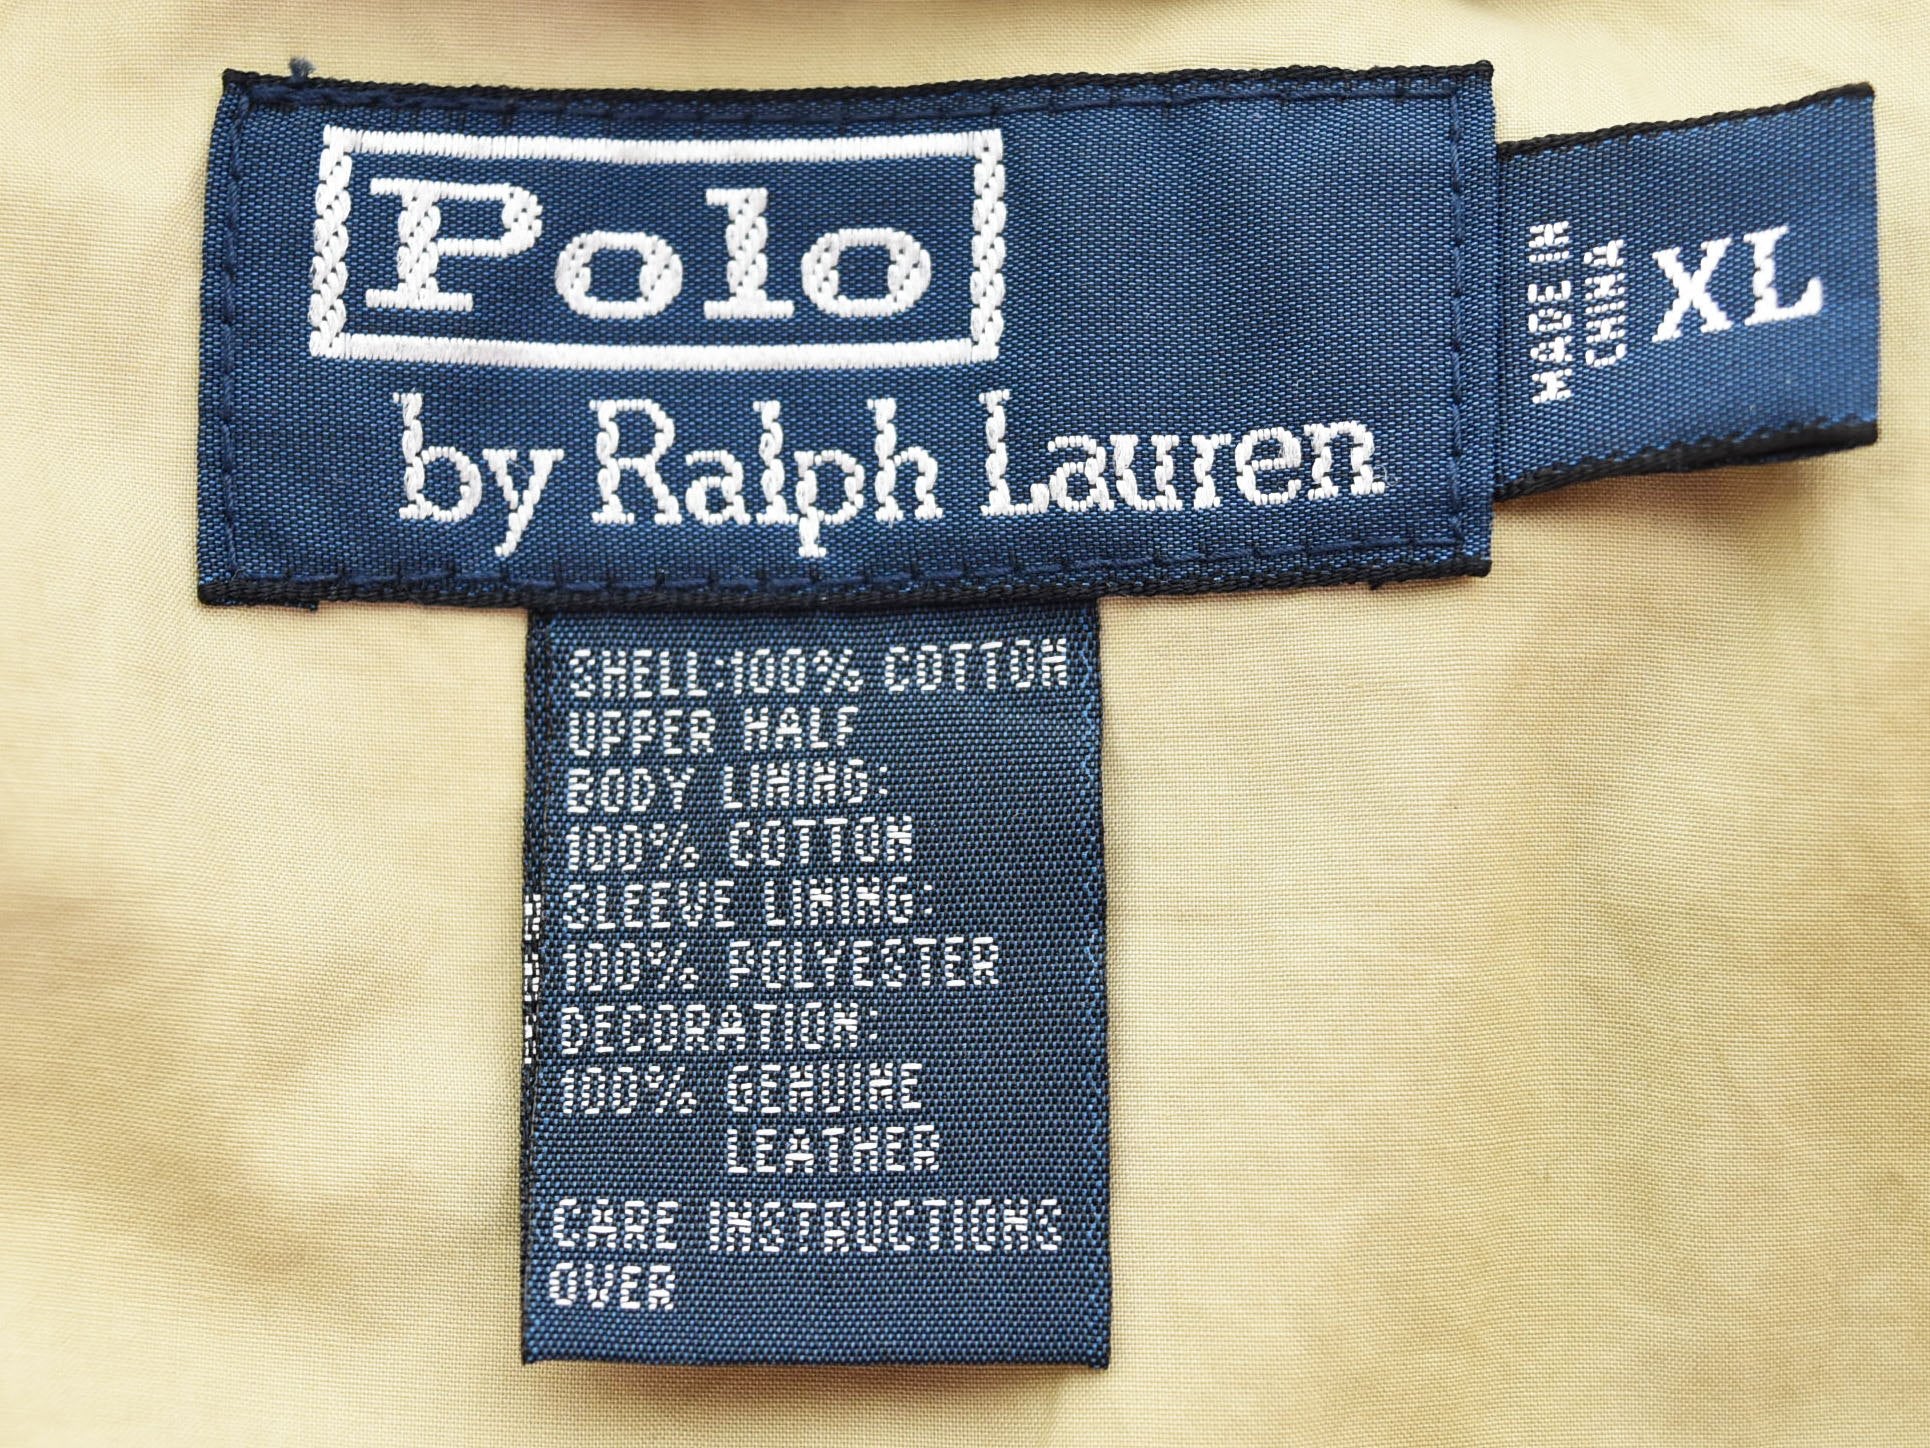 Polo
by Ralph Lauren
MADE IN
CHINA
XL
SHELL:100% COTTON
UPPER HALF
BODY LINING:
100% COTTON
SLEEVE LINING:
100% POLYESTER
DECORATION:
100% GENUINE
LEATHER
CARE INSTRUCTIONS
OVER